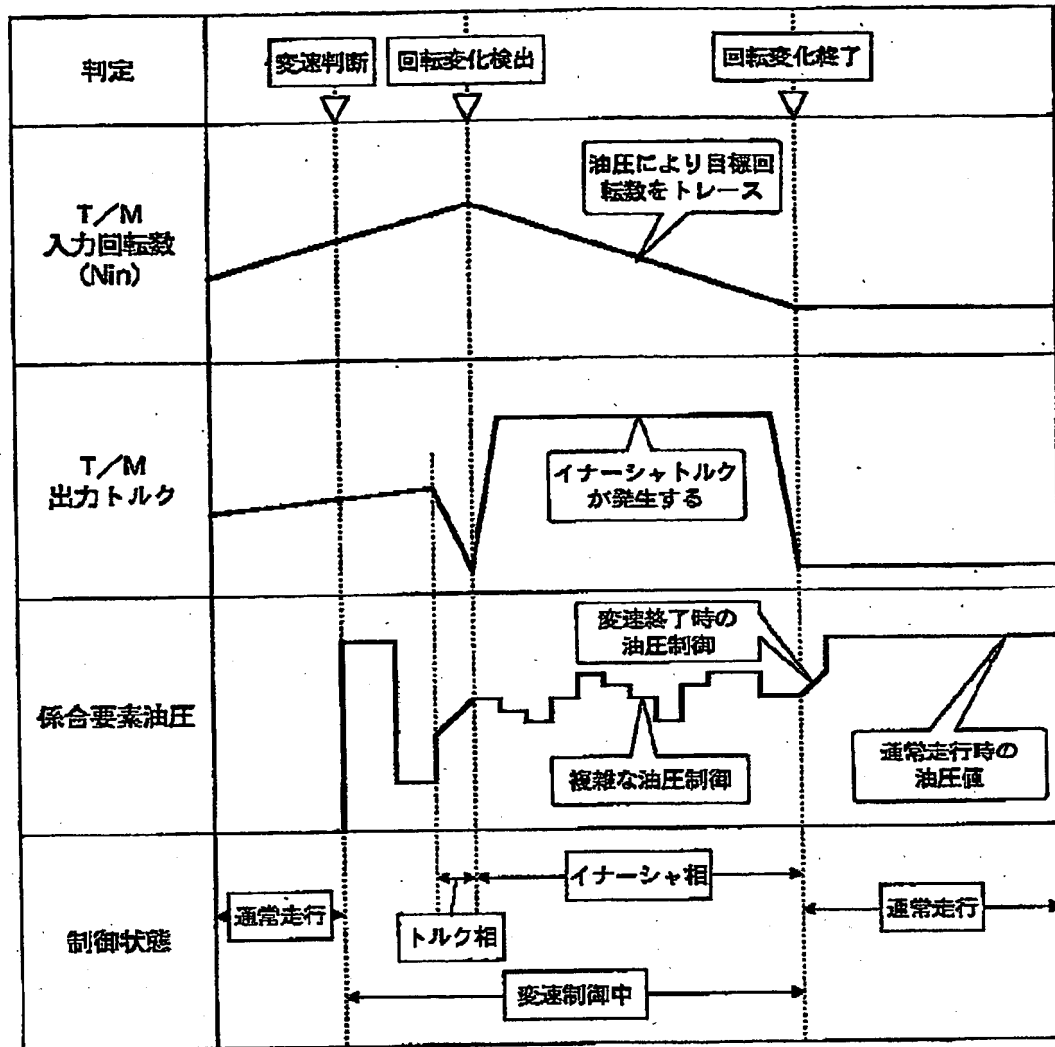 判定
変速判断
回転変化検出
回転変化終了
T/M
入力回転数
(Nin)
油圧により目標回
転数をトレース
T/M
出力トルク
イナーシャトルク
が発生する
係合要素油圧
変速終了時の
油圧制御
複雑な油圧制御
通常走行時の
油圧値
制御状態
通常走行
トルク相
イナーシャ相
通常走行
変速制御中